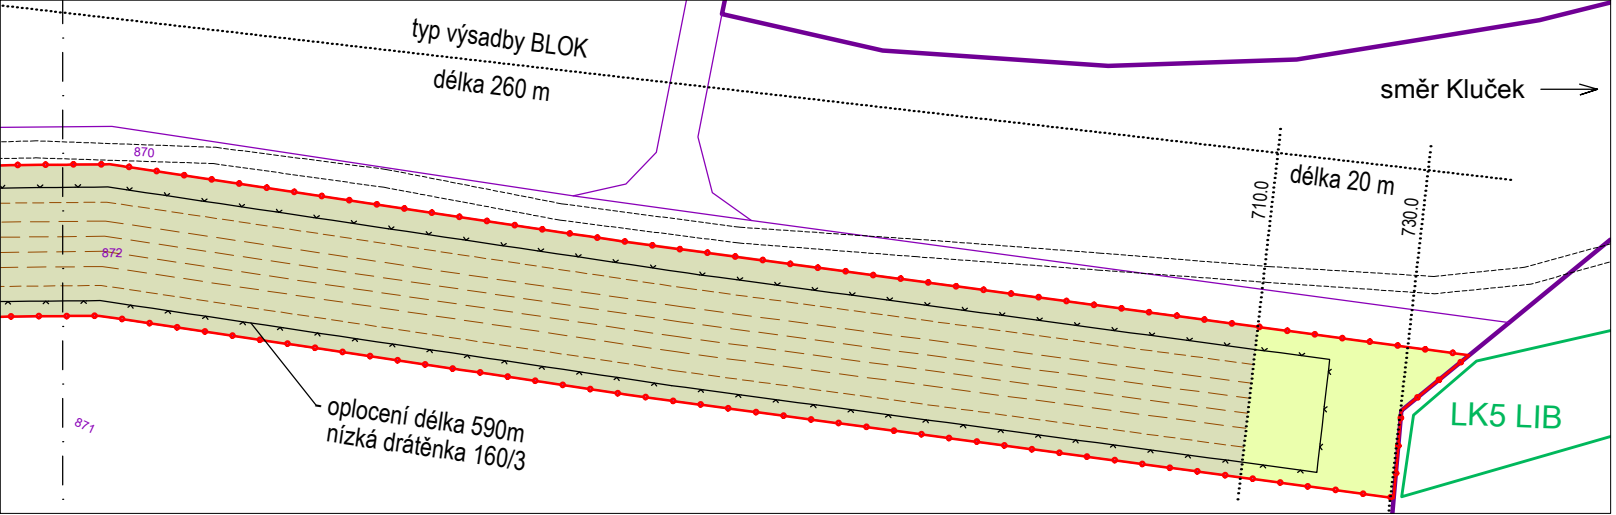 typ výsadby BLOK
délka 260 m
směr Kluček
870
délka 20 m
710.0
730.0
872
oplocení délka 590m
nízká drátěnka 160/3
871
LK5 LIB